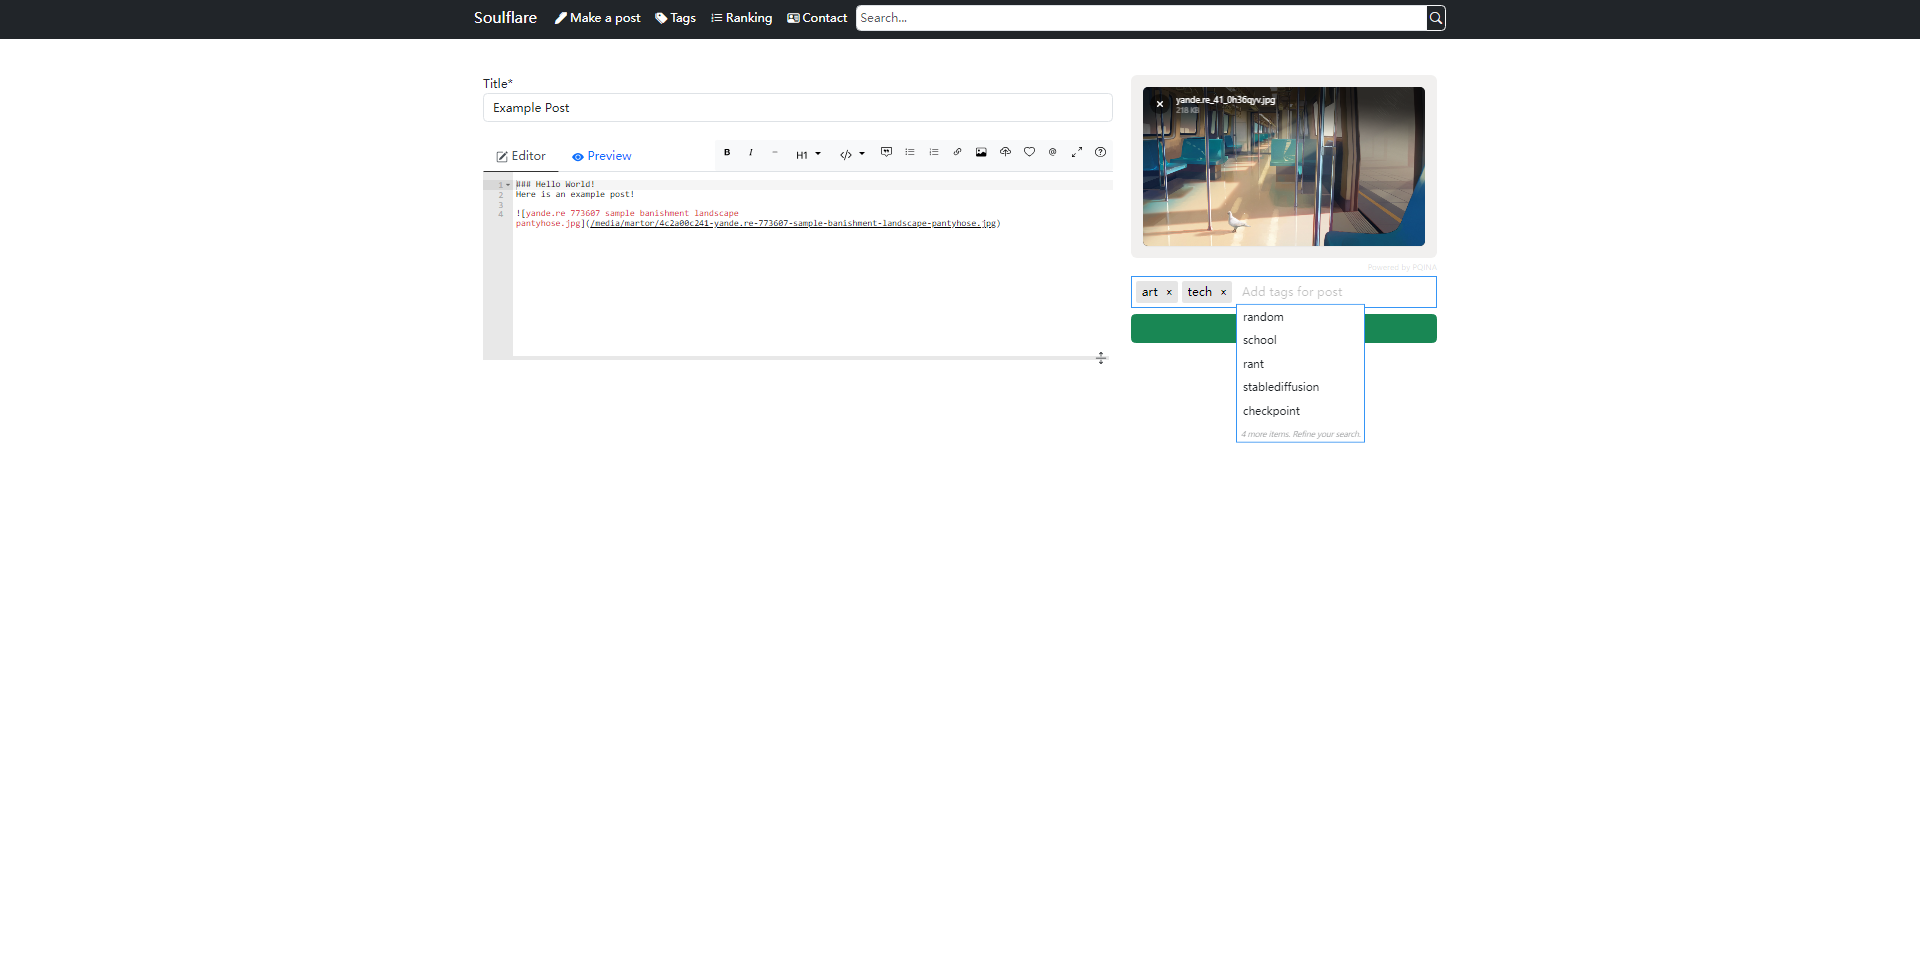 Soulflare Make a post Tags Ranking Contact Search...
Title*
Example Post
Editor Preview B I H1
1 ### Hello World!
2 Here is an example post!
3
4 ![yande.re 773607 sample banishment landscape
pantyhose.jpg](/media/martor/4c2a00c241-yande.re-773607-sample-banishment-landscape-pantyhose.jpg)
yande.re_41_0h36qyv.jpg
218 KB
Powered by PQINA
art × tech × Add tags for post
random
school
rant
stablediffusion
checkpoint
4 more items. Refine your search.